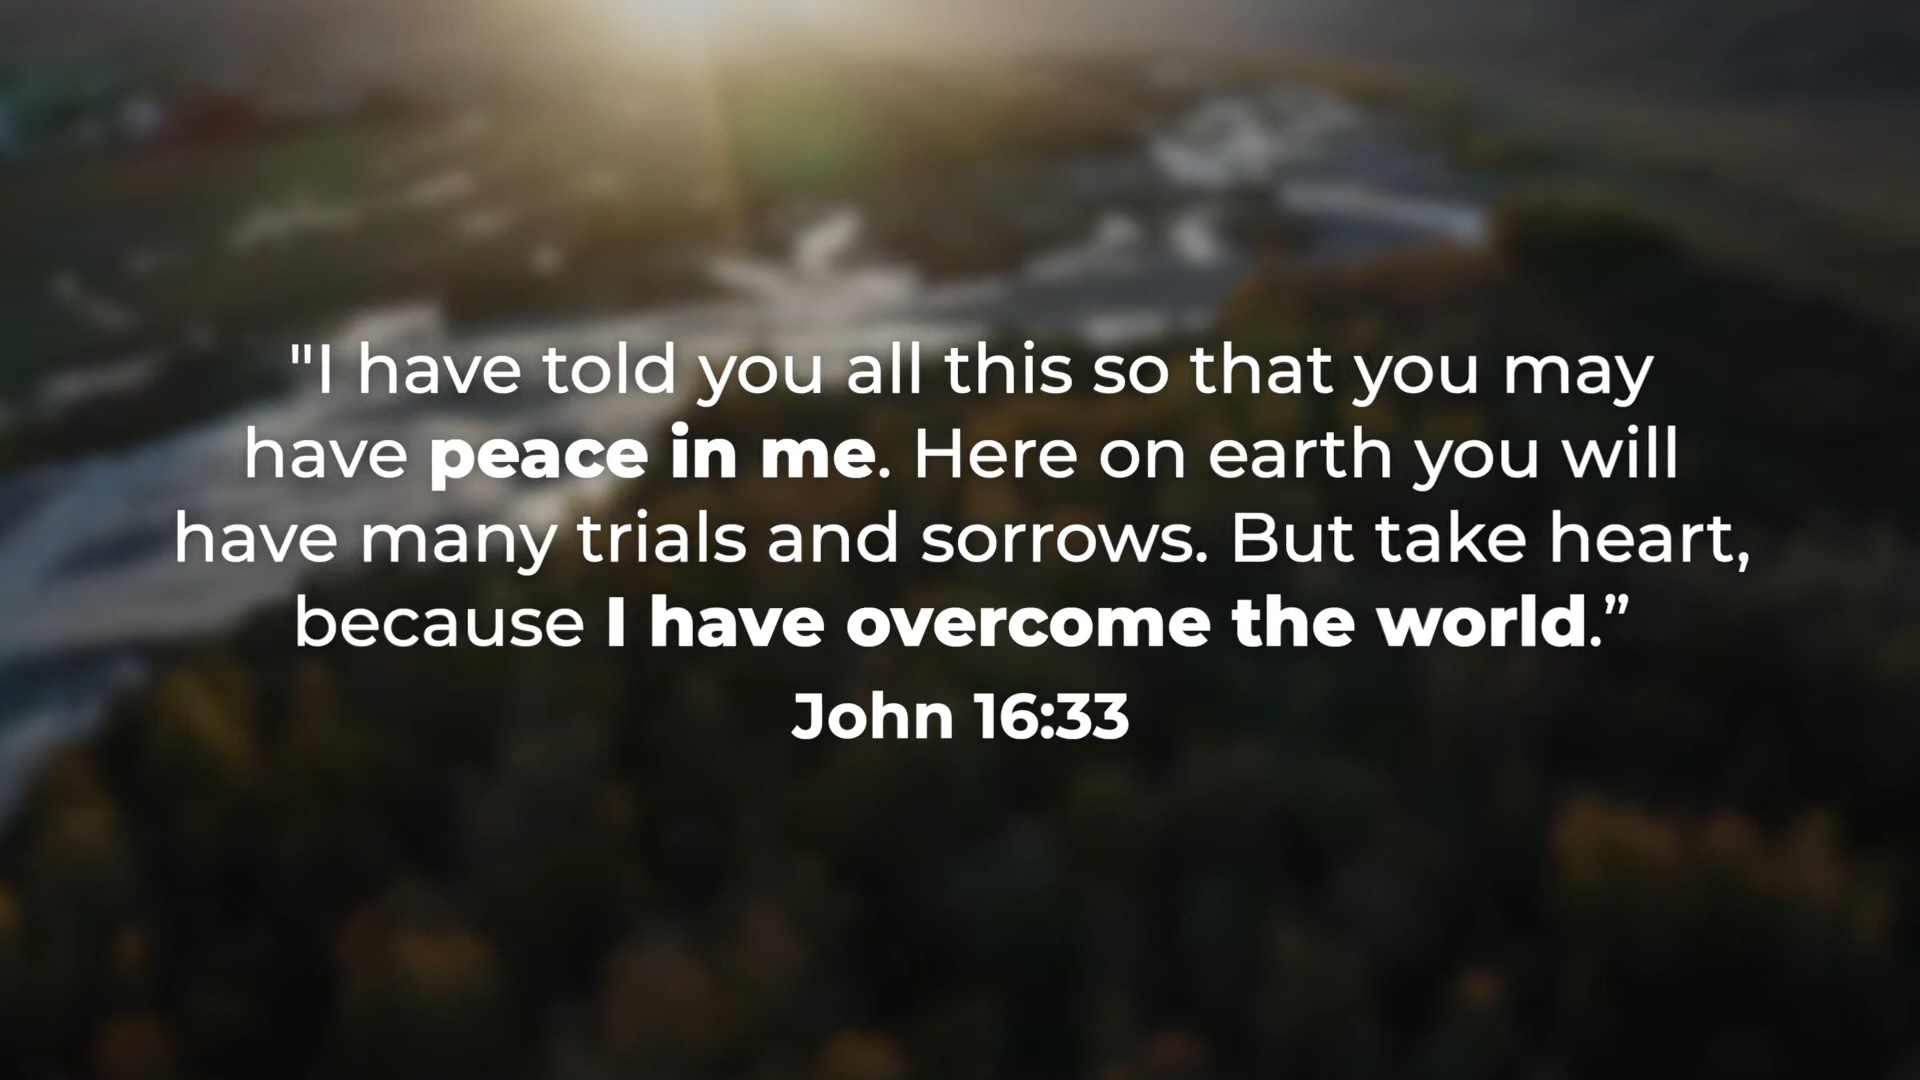 "I have told you all this so that you may
have peace in me. Here on earth you will
have many trials and sorrows. But take heart,
because I have overcome the world.”
John 16:33